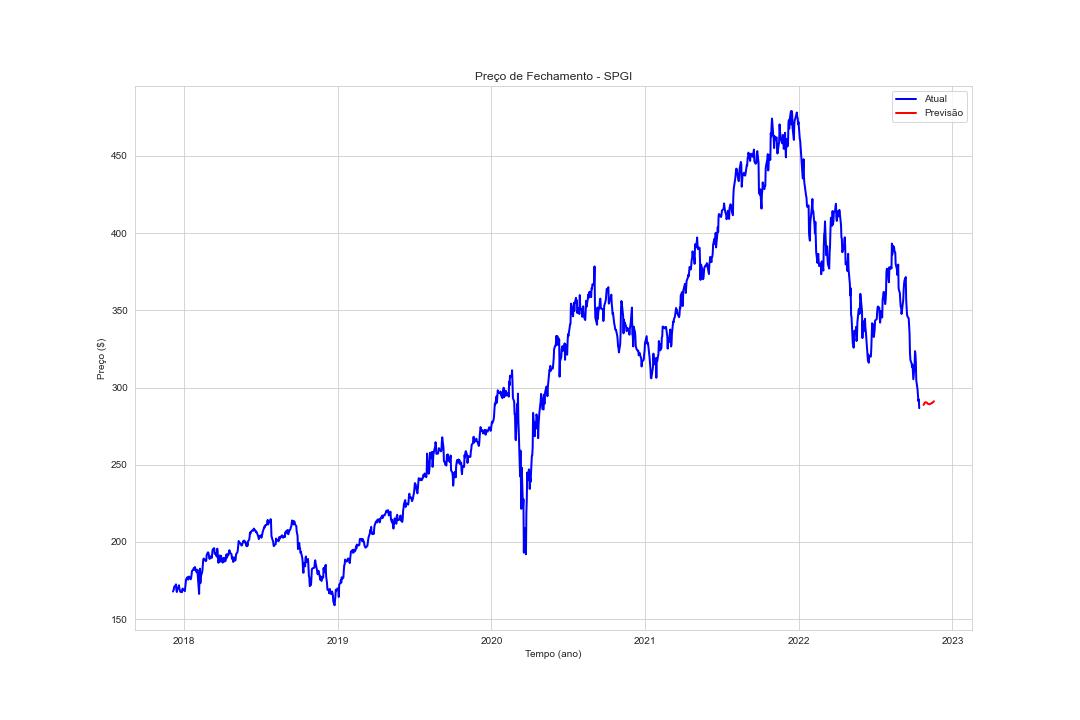 Preço de Fechamento - SPGI
Atual
Previsão
450
400
350
300
250
200
150
Preço ($)
2018 2019 2020 2021 2022 2023
Tempo (ano)